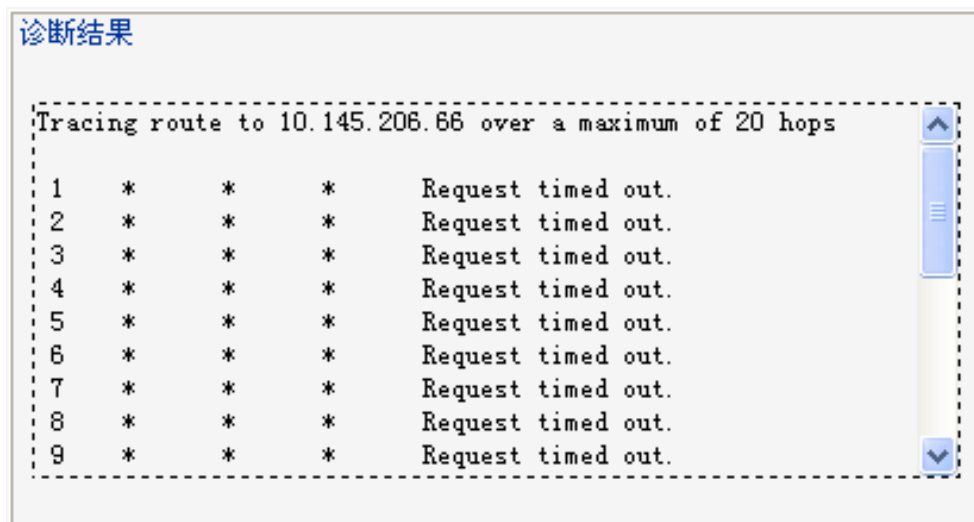 诊断结果
Tracing route to 10.145.206.66 over a maximum of 20 hops
1 * * * Request timed out.
2 * * * Request timed out.
3 * * * Request timed out.
4 * * * Request timed out.
5 * * * Request timed out.
6 * * * Request timed out.
7 * * * Request timed out.
8 * * * Request timed out.
9 * * * Request timed out.